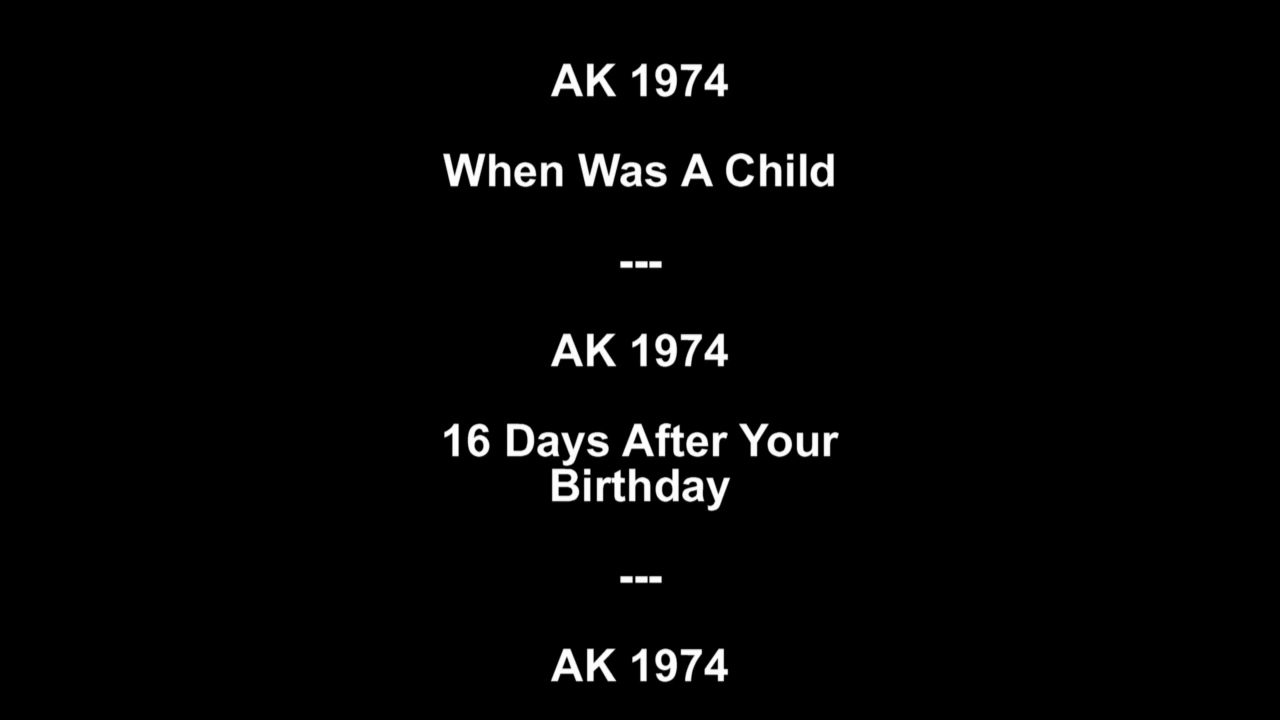 AK 1974
When Was A Child
---
AK 1974
16 Days After Your
Birthday
---
AK 1974